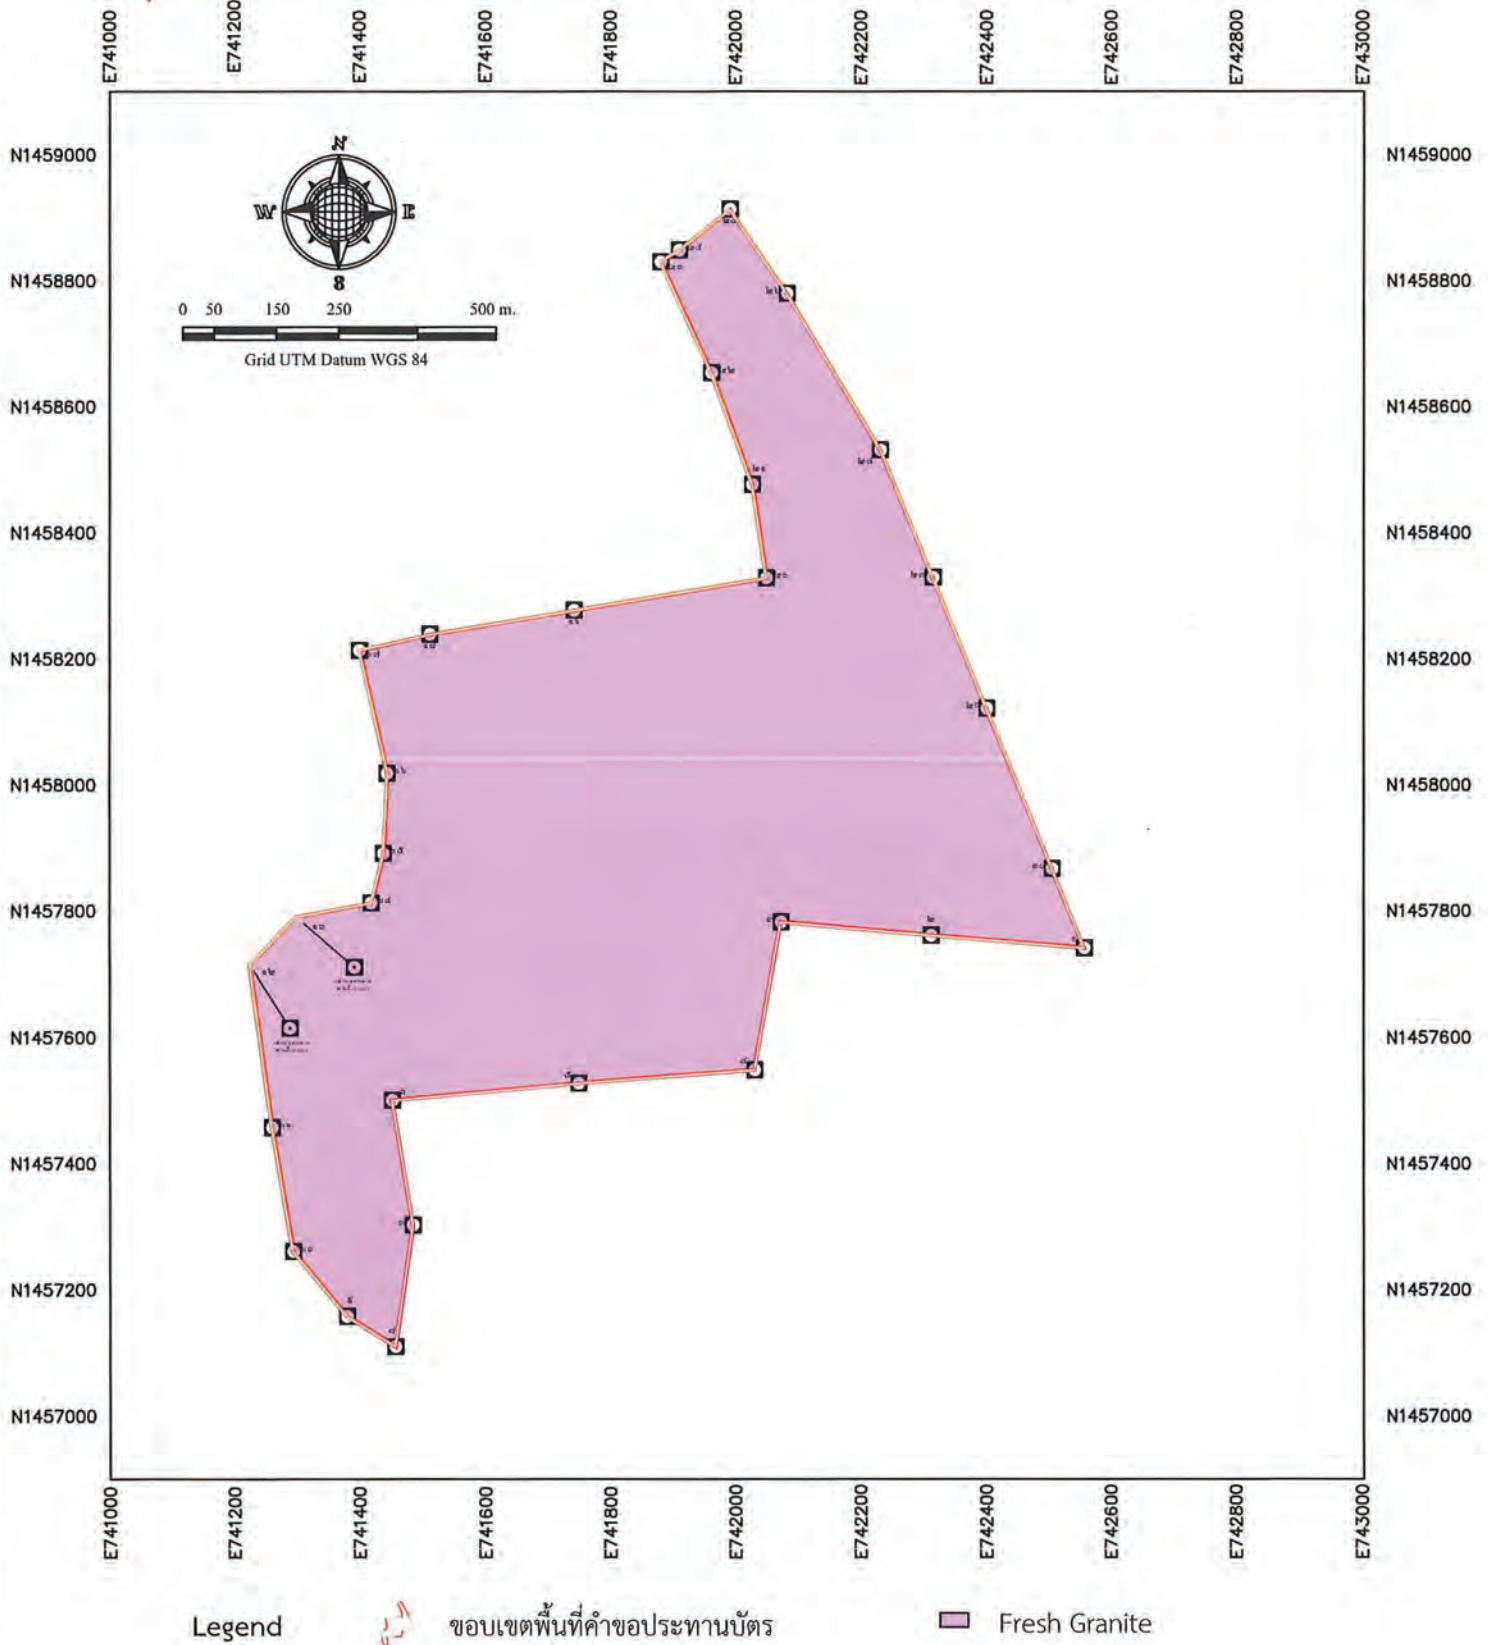 E741000 E741200 E741400 E741600 E741800 E742000 E742200 E742400 E742600 E742800 E743000
N1459000 N1459000
N
W E
S
N1458800 N1458800
0 50 150 250 500 m.
Grid UTM Datum WGS 84
N1458600 N1458600
N1458400 N1458400
N1458200 N1458200
N1458000 N1458000
N1457800 N1457800
N1457600 N1457600
N1457400 N1457400
N1457200 N1457200
N1457000 N1457000
E741000 E741200 E741400 E741600 E741800 E742000 E742200 E742400 E742600 E742800 E743000
Legend ขอบเขตพื้นที่คำขอประทานบัตร Fresh Granite